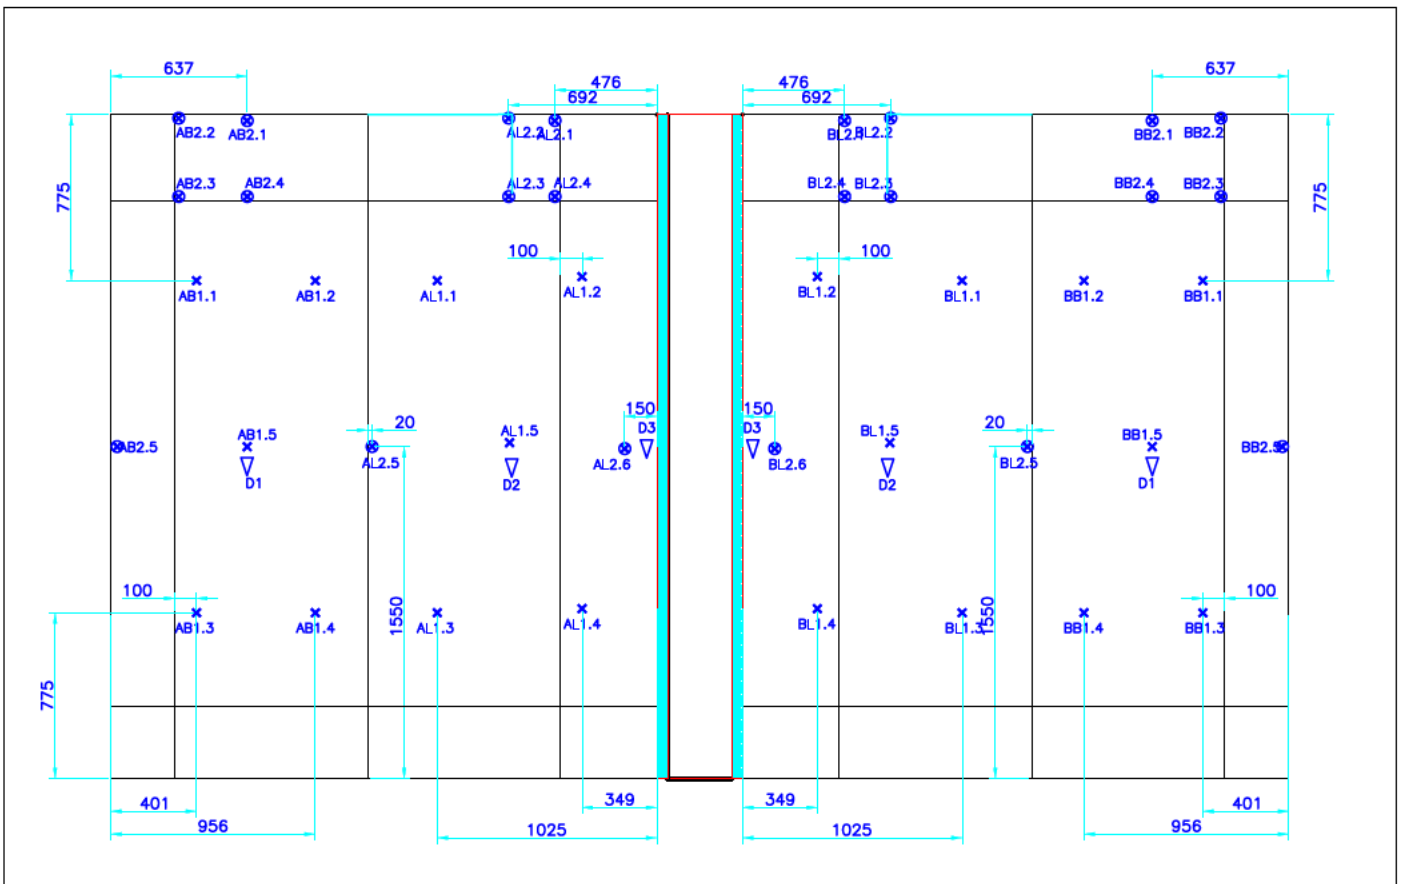 637 476 476 637
692 692
AB2.2 AB2.1 AL2.2 AL2.1 BL2.1 BL2.2 BB2.1 BB2.2
775 AB2.3 AB2.4 AL2.3 AL2.4 BL2.4 BL2.3 BB2.4 BB2.3 775
100 100
AB1.1 AB1.2 AL1.1 AL1.2 BL1.2 BL1.1 BB1.2 BB1.1
150 150
20 20
AB1.5 AL1.5 D3 D3 BL1.5 BB1.5
AB2.5 AL2.5 AL2.6 BL2.6 BL2.5 BB2.5
D1 D2 D2 D1
100 100
1550 1550
AB1.3 AB1.4 AL1.3 AL1.4 BL1.4 BL1.3 BB1.4 BB1.3
775
401 349 349 401
956 1025 1025 956